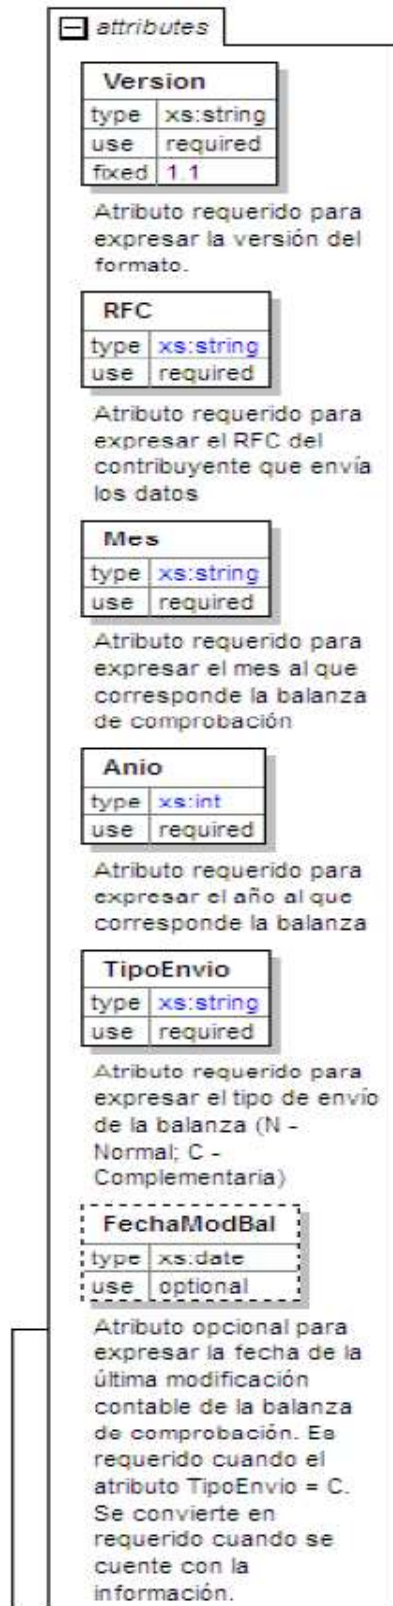 attributes
Version
type xs:string
use required
fixed 1.1
Atributo requerido para
expresar la versión del
formato.
RFC
type xs:string
use required
Atributo requerido para
expresar el RFC del
contribuyente que envía
los datos
Mes
type xs:string
use required
Atributo requerido para
expresar el mes al que
corresponde la balanza
de comprobación
Anio
type xs:int
use required
Atributo requerido para
expresar el año al que
corresponde la balanza
TipoEnvio
type xs:string
use required
Atributo requerido para
expresar el tipo de envío
de la balanza (N -
Normal; C -
Complementaria)
FechaModBal
type xs:date
use optional
Atributo opcional para
expresar la fecha de la
última modificación
contable de la balanza
de comprobación. Es
requerido cuando el
atributo TipoEnvio = C.
Se convierte en
requerido cuando se
cuente con la
información.